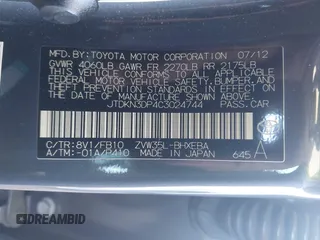 MFD.BY:TOYOTA MOTOR CORPORATION 07/12
GVWR 4060LB GAWR FR 2270LB RR 2175LB
THIS VEHICLE CONFORMS TO ALL APPLICABLE
FEDERAL MOTOR VEHICLE SAFETY, BUMPER, AND
THEFT PREVENTION STANDARDS IN EFFECT ON
THE DATE OF MANUFACTURE SHOWN ABOVE.
JTDKN3DP4C3024744 PASS.CAR
C/TR:8V1/FB10 ZVW35L-BHXEBA
A/TM:-01A/P410 MADE IN JAPAN 645
A
DREAMBID